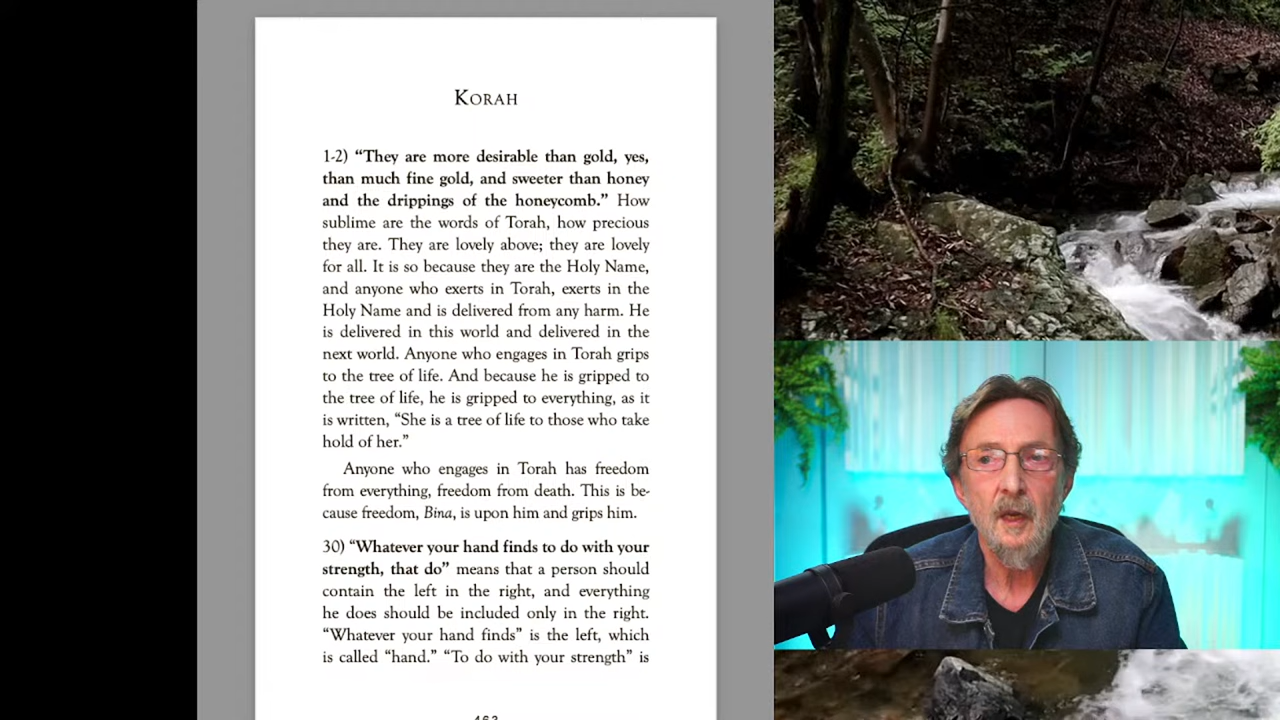 KORAH
1-2) “They are more desirable than gold, yes,
than much fine gold, and sweeter than honey
and the drippings of the honeycomb.” How
sublime are the words of Torah, how precious
they are. They are lovely above; they are lovely
for all. It is so because they are the Holy Name,
and anyone who exerts in Torah, exerts in the
Holy Name and is delivered from any harm. He
is delivered in this world and delivered in the
next world. Anyone who engages in Torah grips
to the tree of life. And because he is gripped to
the tree of life, he is gripped to everything, as it
is written, “She is a tree of life to those who take
hold of her.”
Anyone who engages in Torah has freedom
from everything, freedom from death. This is be-
cause freedom, Bina, is upon him and grips him.
30) “Whatever your hand finds to do with your
strength, that do” means that a person should
contain the left in the right, and everything
he does should be included only in the right.
“Whatever your hand finds” is the left, which
is called “hand.” “To do with your strength” is